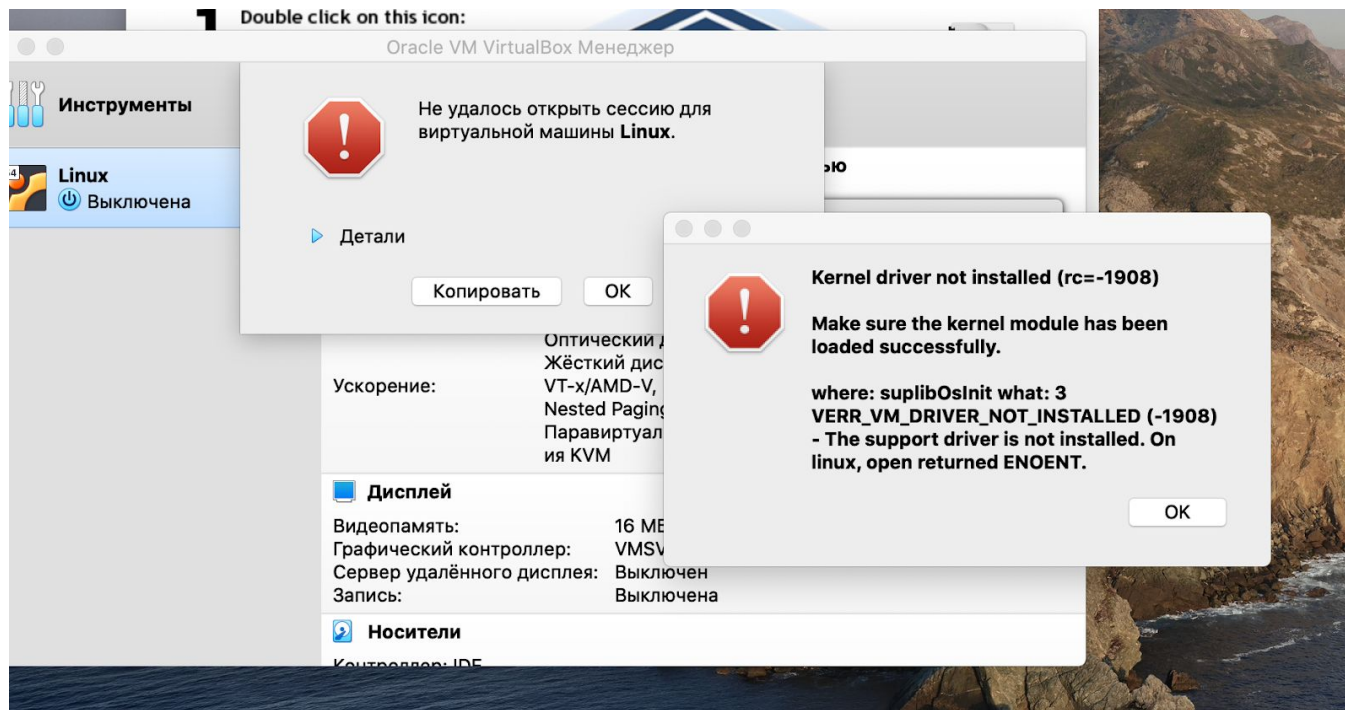 1 Double click on this icon:
Oracle VM VirtualBox Менеджер
Инструменты
Linux
Выключена
Не удалось открыть сессию для
виртуальной машины Linux.
Детали
Копировать
OK
Kernel driver not installed (rc=-1908)
Make sure the kernel module has been
loaded successfully.
where: suplibOsInit what: 3
VERR_VM_DRIVER_NOT_INSTALLED (-1908)
- The support driver is not installed. On
linux, open returned ENOENT.
OK
Оптический
Жёсткий
Ускорение:
VT-x/AMD-V,
Nested Paging
ия KVM
Дисплей
Видеопамять:
16
Графический контроллер:
Сервер удалённого дисплея:
Выключен
Запись:
Выключена
Носители
Контроллер: IDE